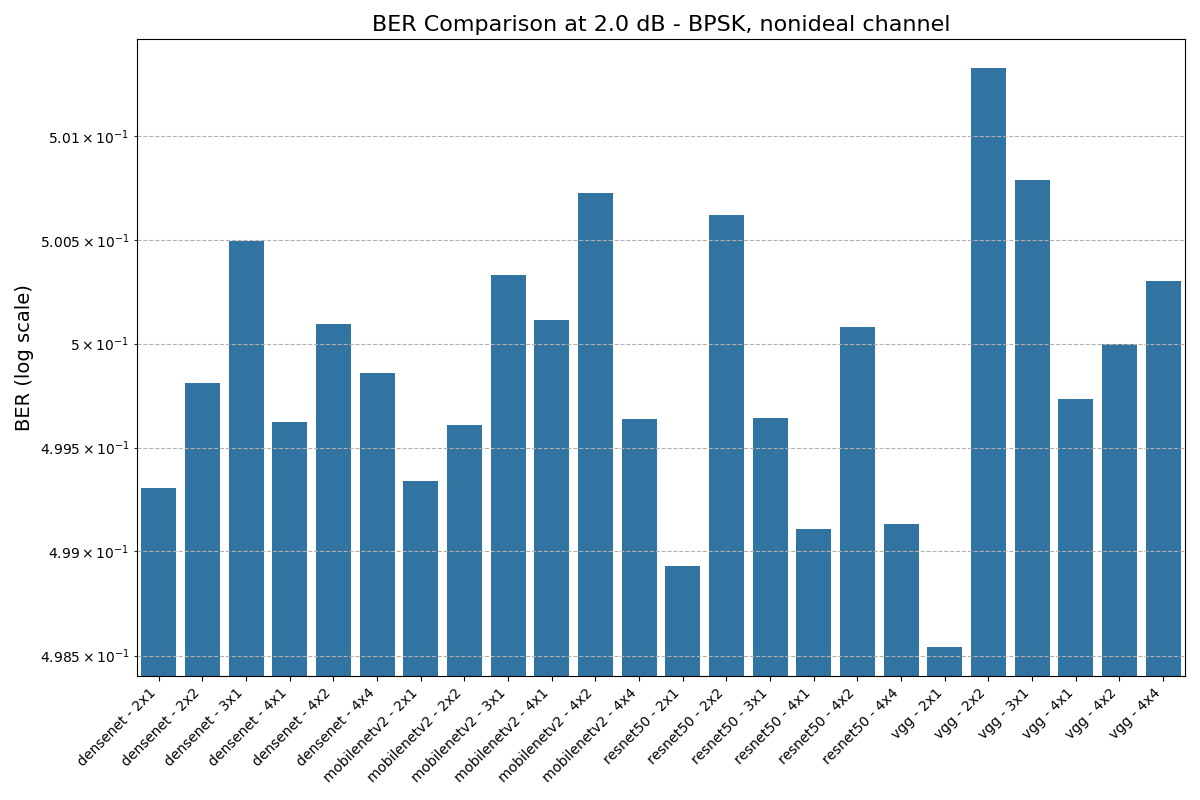 BER Comparison at 2.0 dB - BPSK, nonideal channel
BER (log scale)
5.01 × 10⁻¹
5.005 × 10⁻¹
5 × 10⁻¹
4.995 × 10⁻¹
4.99 × 10⁻¹
4.985 × 10⁻¹
densenet - 2x1
densenet - 2x2
densenet - 3x1
densenet - 4x1
densenet - 4x2
densenet - 4x4
mobilenetv2 - 2x1
mobilenetv2 - 2x2
mobilenetv2 - 3x1
mobilenetv2 - 4x1
mobilenetv2 - 4x2
mobilenetv2 - 4x4
resnet50 - 2x1
resnet50 - 2x2
resnet50 - 3x1
resnet50 - 4x1
resnet50 - 4x2
resnet50 - 4x4
vgg - 2x1
vgg - 2x2
vgg - 3x1
vgg - 4x1
vgg - 4x2
vgg - 4x4